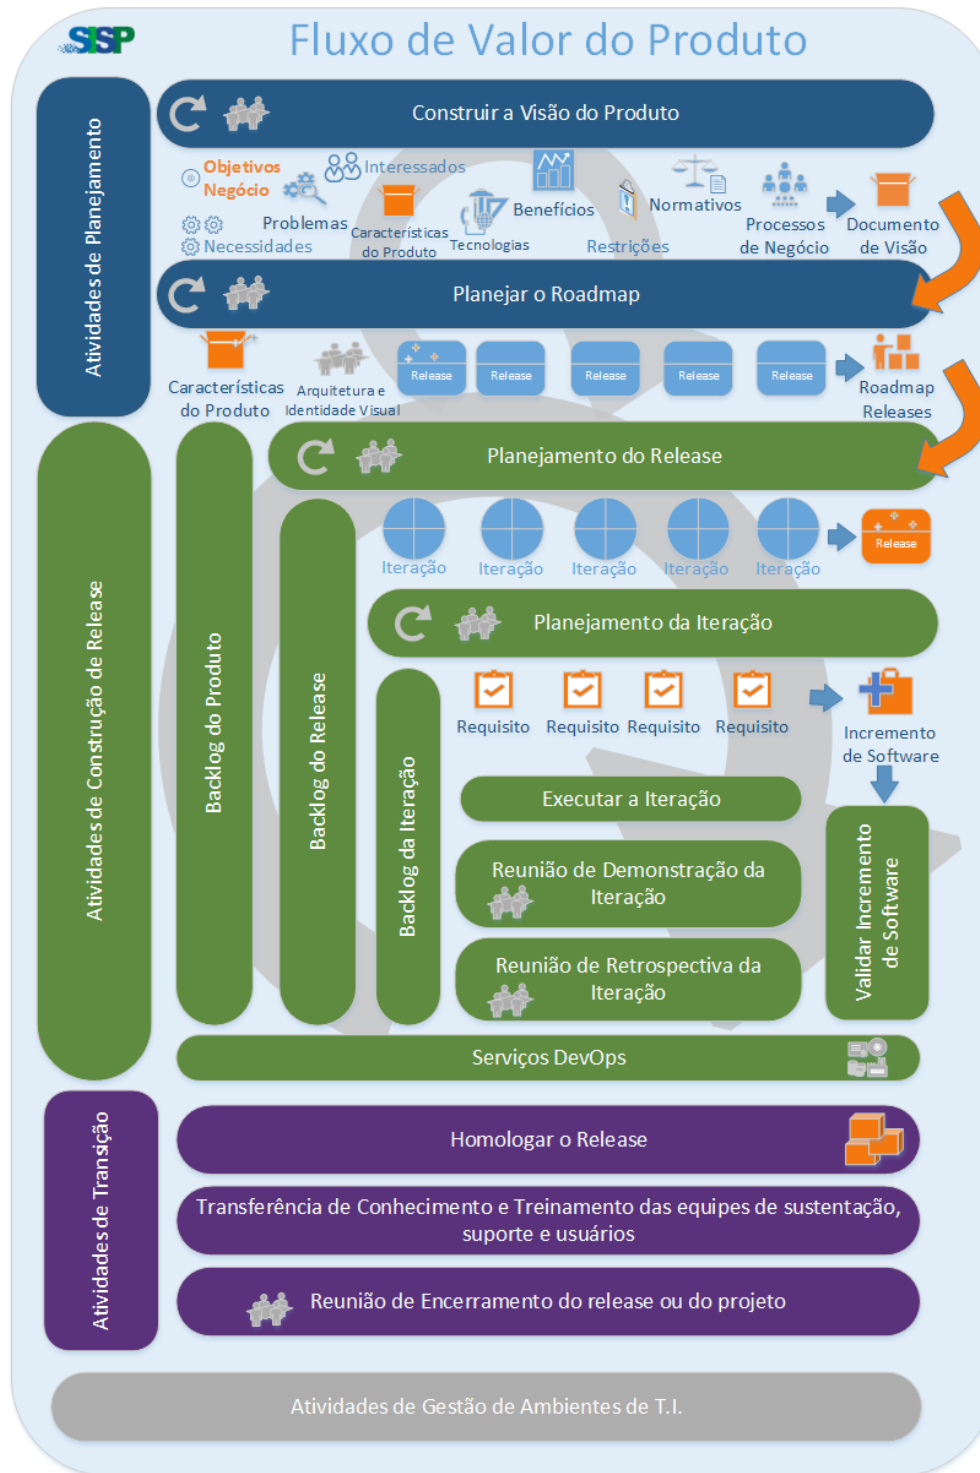 SISP
Fluxo de Valor do Produto
Atividades de Planejamento
Construir a Visão do Produto
Objetivos
Negócio
Necessidades
Problemas
Interessados
Características
do Produto
Tecnologias
Benefícios
Restrições
Normativos
Processos
de Negócio
Documento
de Visão
Planejar o Roadmap
Características
do Produto
Arquitetura e
Identidade Visual
Release
Release
Release
Release
Release
Roadmap
Releases
Atividades de Construção de Release
Backlog do Produto
Planejamento do Release
Backlog do Release
Iteração
Iteração
Iteração
Iteração
Iteração
Release
Planejamento da Iteração
Backlog da Iteração
Requisito
Requisito
Requisito
Requisito
Incremento
de Software
Executar a Iteração
Reunião de Demonstração da
Iteração
Reunião de Retrospectiva da
Iteração
Validar Incremento
de Software
Serviços DevOps
Atividades de Transição
Homologar o Release
Transferência de Conhecimento e Treinamento das equipes de sustentação,
suporte e usuários
Reunião de Encerramento do release ou do projeto
Atividades de Gestão de Ambientes de T.I.